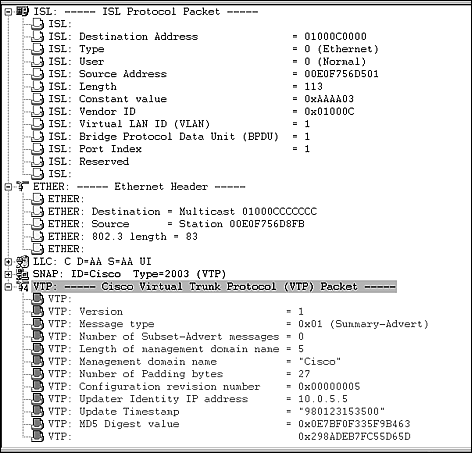 ISL: ----- ISL Protocol Packet -----
ISL:
ISL: Destination Address = 01000C0000
ISL: Type = 0 (Ethernet)
ISL: User = 0 (Normal)
ISL: Source Address = 00E0F756D501
ISL: Length = 113
ISL: Constant value = 0xAAAA03
ISL: Vendor ID = 0x01000C
ISL: Virtual LAN ID (VLAN) = 1
ISL: Bridge Protocol Data Unit (BPDU) = 1
ISL: Port Index = 1
ISL: Reserved
ISL:
ETHER: ----- Ethernet Header -----
ETHER:
ETHER: Destination = Multicast 01000CCCCCCC
ETHER: Source = Station 00E0F756D8FB
ETHER: 802.3 length = 83
ETHER:
LLC: C D=AA S=AA UI
SNAP: ID=Cisco Type=2003 (VTP)
VTP: ----- Cisco Virtual Trunk Protocol (VTP) Packet -----
VTP:
VTP: Version = 1
VTP: Message type = 0x01 (Summary-Advert)
VTP: Number of Subset-Advert messages = 0
VTP: Length of management domain name = 5
VTP: Management domain name = "Cisco"
VTP: Number of Padding bytes = 27
VTP: Configuration revision number = 0x00000005
VTP: Updater Identity IP address = 10.0.5.5
VTP: Update Timestamp = "980123153500"
VTP: MD5 Digest value = 0x0E7BF0F335F9B463
VTP: 0x298ADEB7FC55D65D